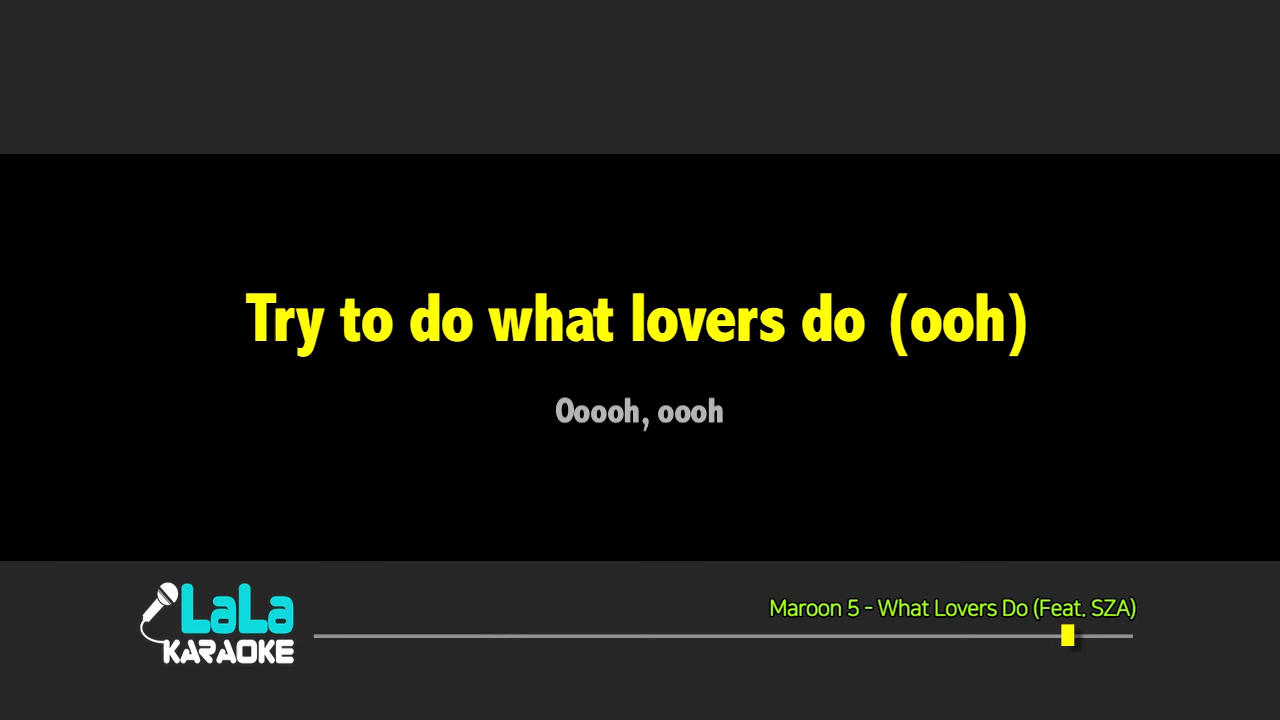 Try to do what lovers do (ooh)
Ooooh, oooh
Maroon 5 - What Lovers Do (Feat. SZA)
LaLa
KARAOKE